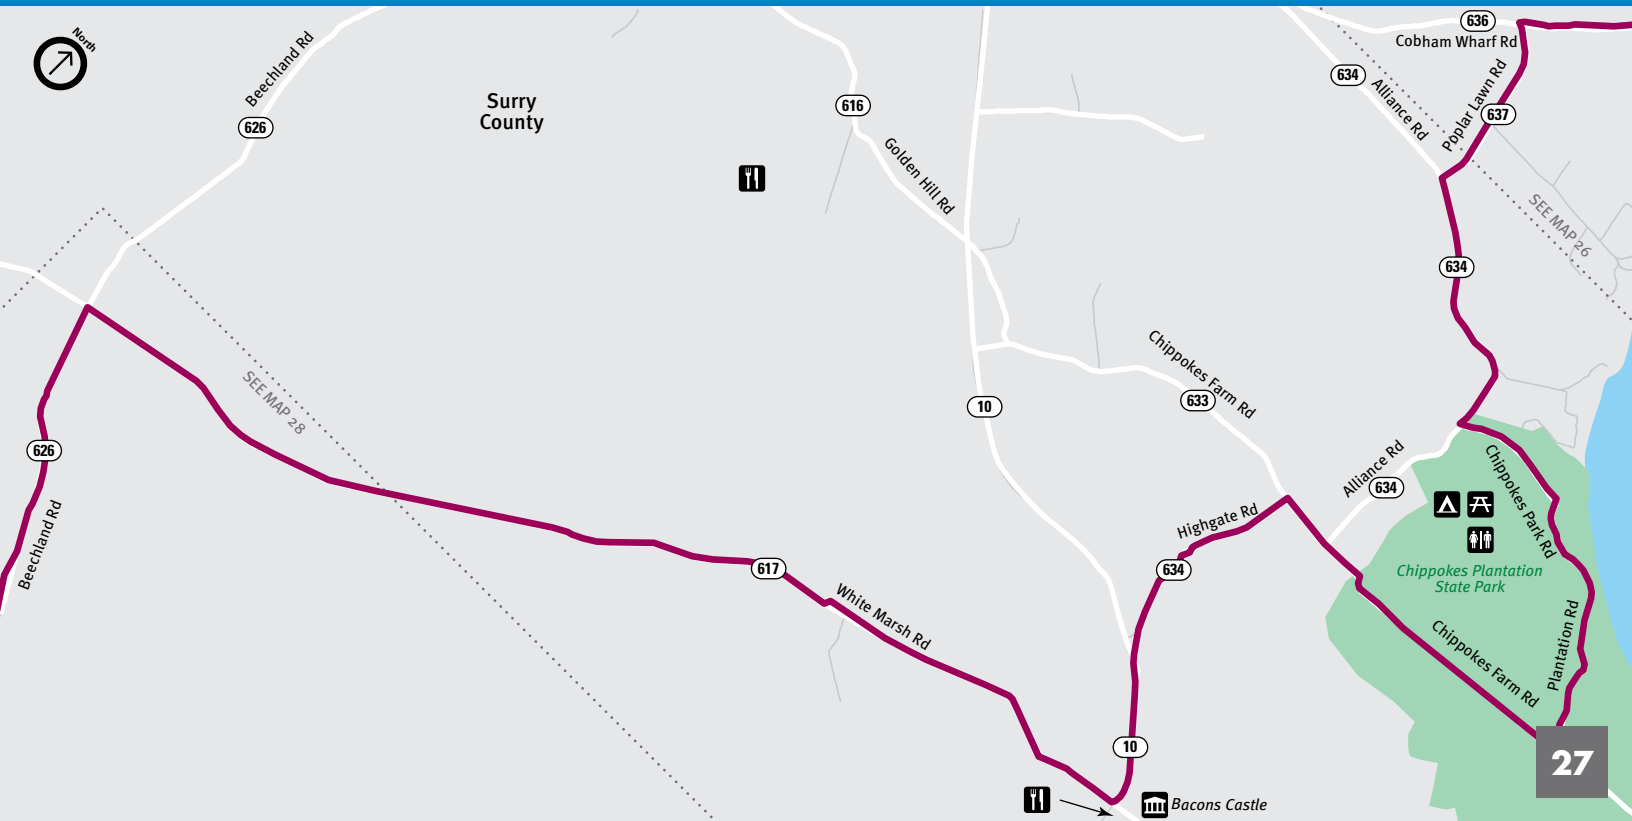 North
Beechland Rd
626
Surry
County
616
Golden Hill Rd
636
Cobham Wharf Rd
634
Alliance Rd
Poplar Lawn Rd
637
SEE MAP 26
634
SEE MAP 28
10
Chippokes Farm Rd
633
626
Beechland Rd
Alliance Rd
634
Highgate Rd
634
Chippokes Park Rd
Chippokes Plantation
State Park
617
White Marsh Rd
Chippokes Farm Rd
Plantation Rd
10
Bacons Castle
27